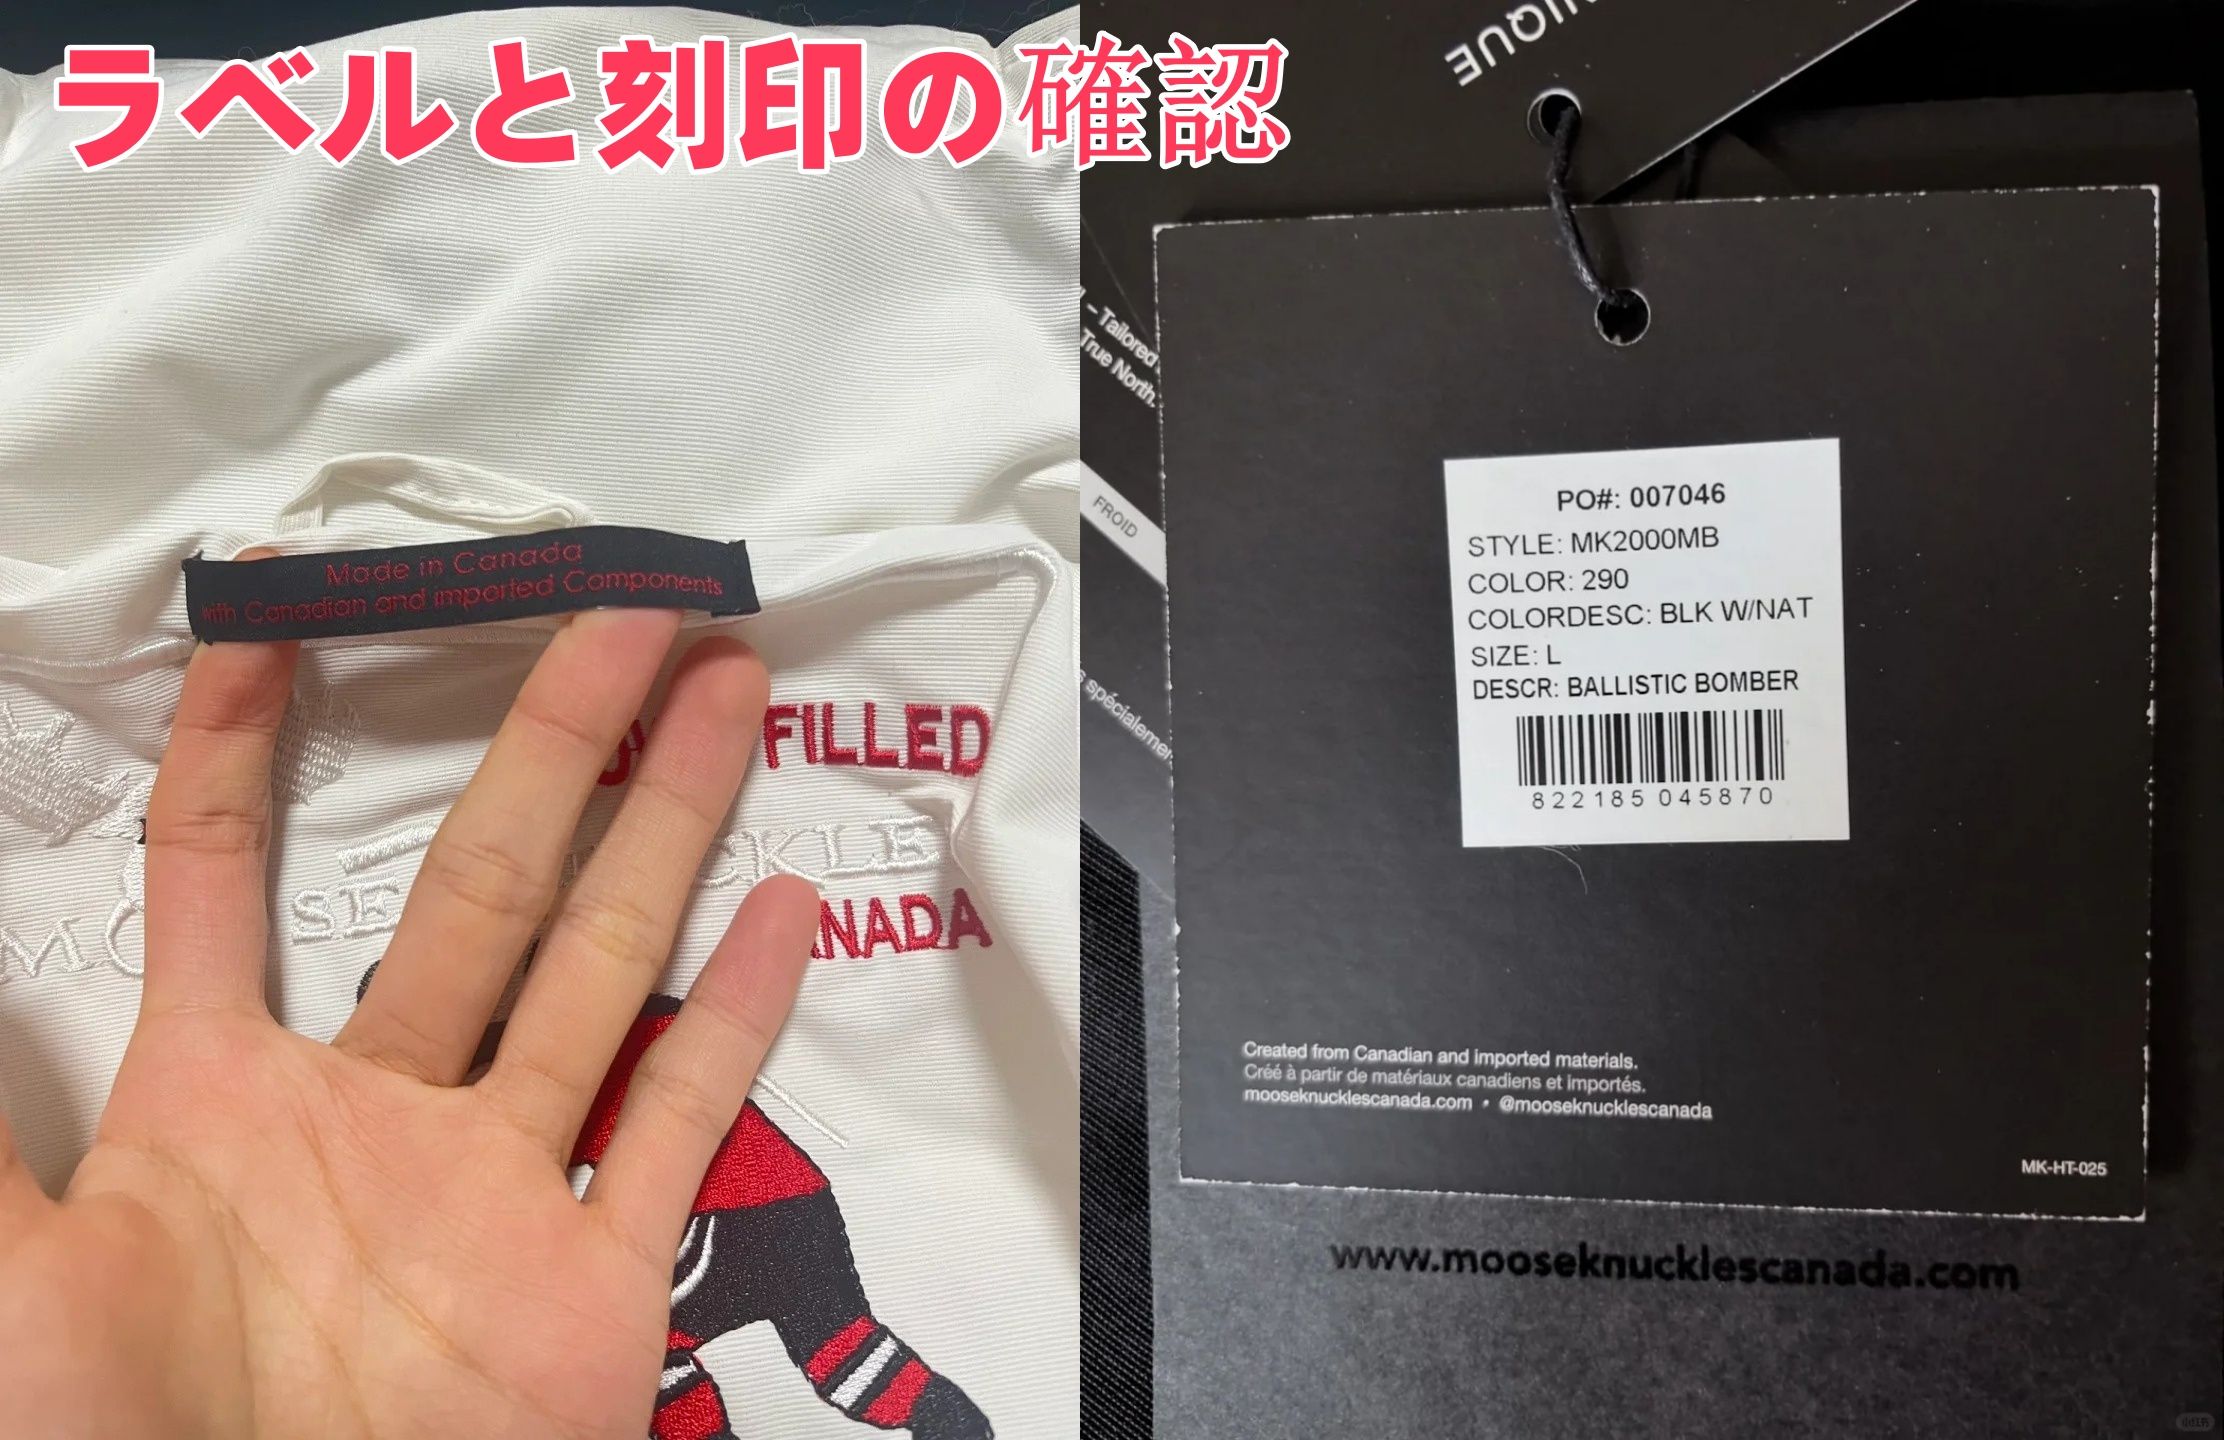 ラベルと刻印の確認
Made in Canada
with Canadian and imported Components
FILLED
CANADA
FROID
PO#: 007046
STYLE: MK2000MB
COLOR: 290
COLORDESC: BLK W/NAT
SIZE: L
DESCR: BALLISTIC BOMBER
822185 045870
– Tailored
True North.
Created from Canadian and imported materials.
Créé à partir de matériaux canadiens et importés.
mooseknucklescanada.com • @mooseknucklescanada
MK-HT-025
www.mooseknucklescanada.com